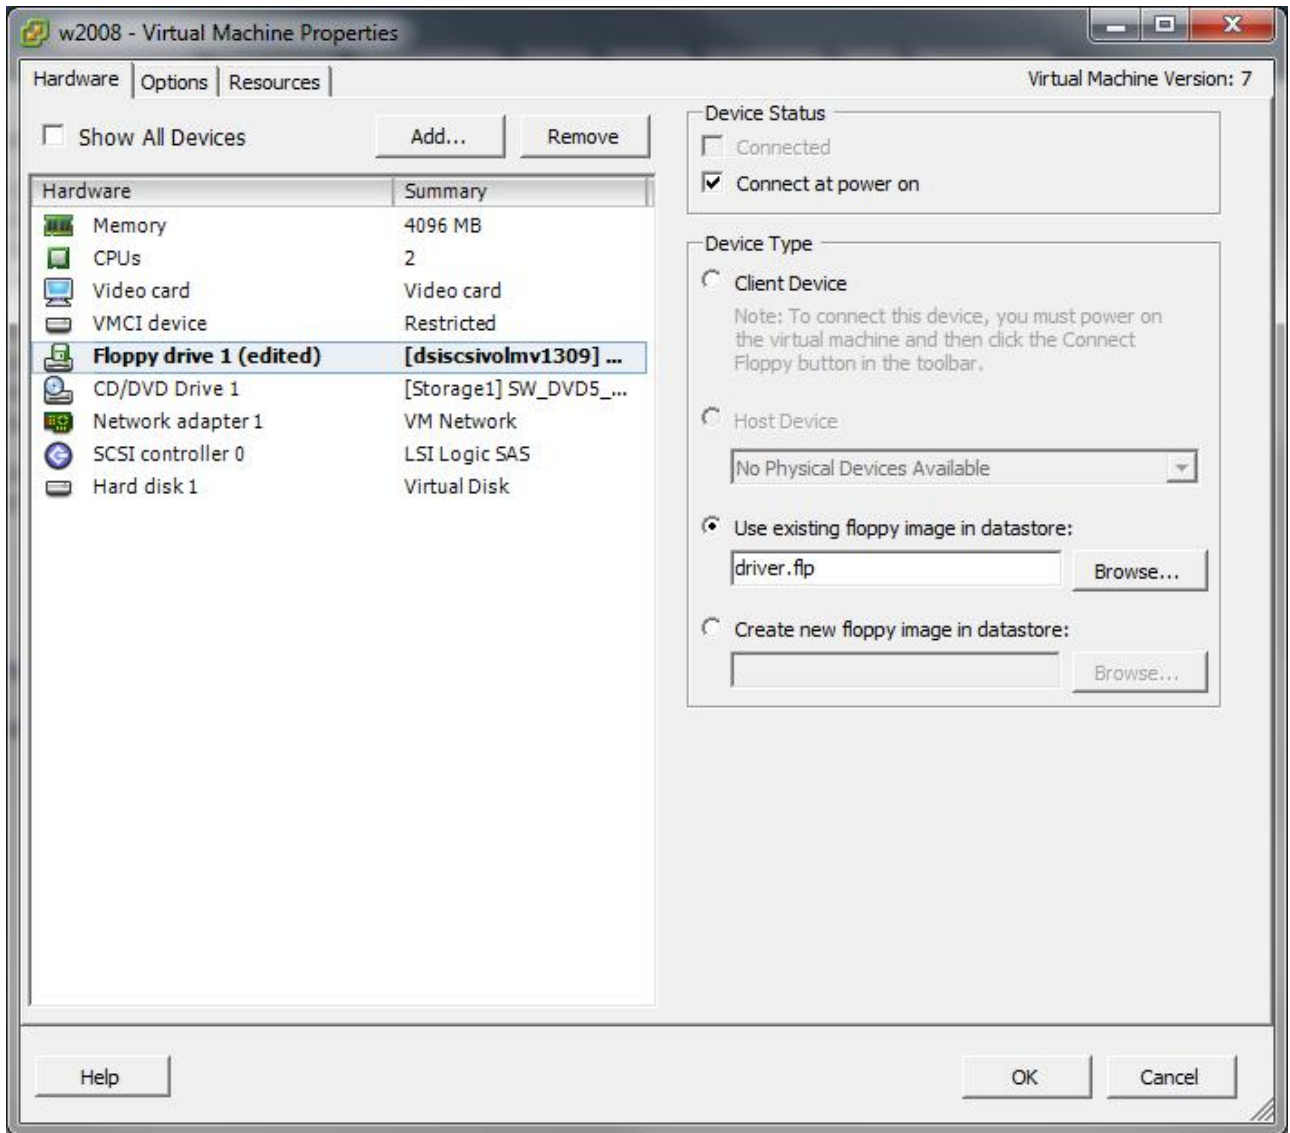 w2008 - Virtual Machine Properties
Hardware Options Resources Virtual Machine Version: 7
Show All Devices Add... Remove
Hardware Summary
Memory 4096 MB
CPUs 2
Video card Video card
VMCI device Restricted
Floppy drive 1 (edited) [dsiscsivolmv1309] ...
CD/DVD Drive 1 [Storage1] SW_DVD5_...
Network adapter 1 VM Network
SCSI controller 0 LSI Logic SAS
Hard disk 1 Virtual Disk
Device Status
Connected
Connect at power on
Device Type
Client Device
Note: To connect this device, you must power on
the virtual machine and then click the Connect
Floppy button in the toolbar.
Host Device
No Physical Devices Available
Use existing floppy image in datastore:
driver.flp Browse...
Create new floppy image in datastore:
Browse...
Help OK Cancel